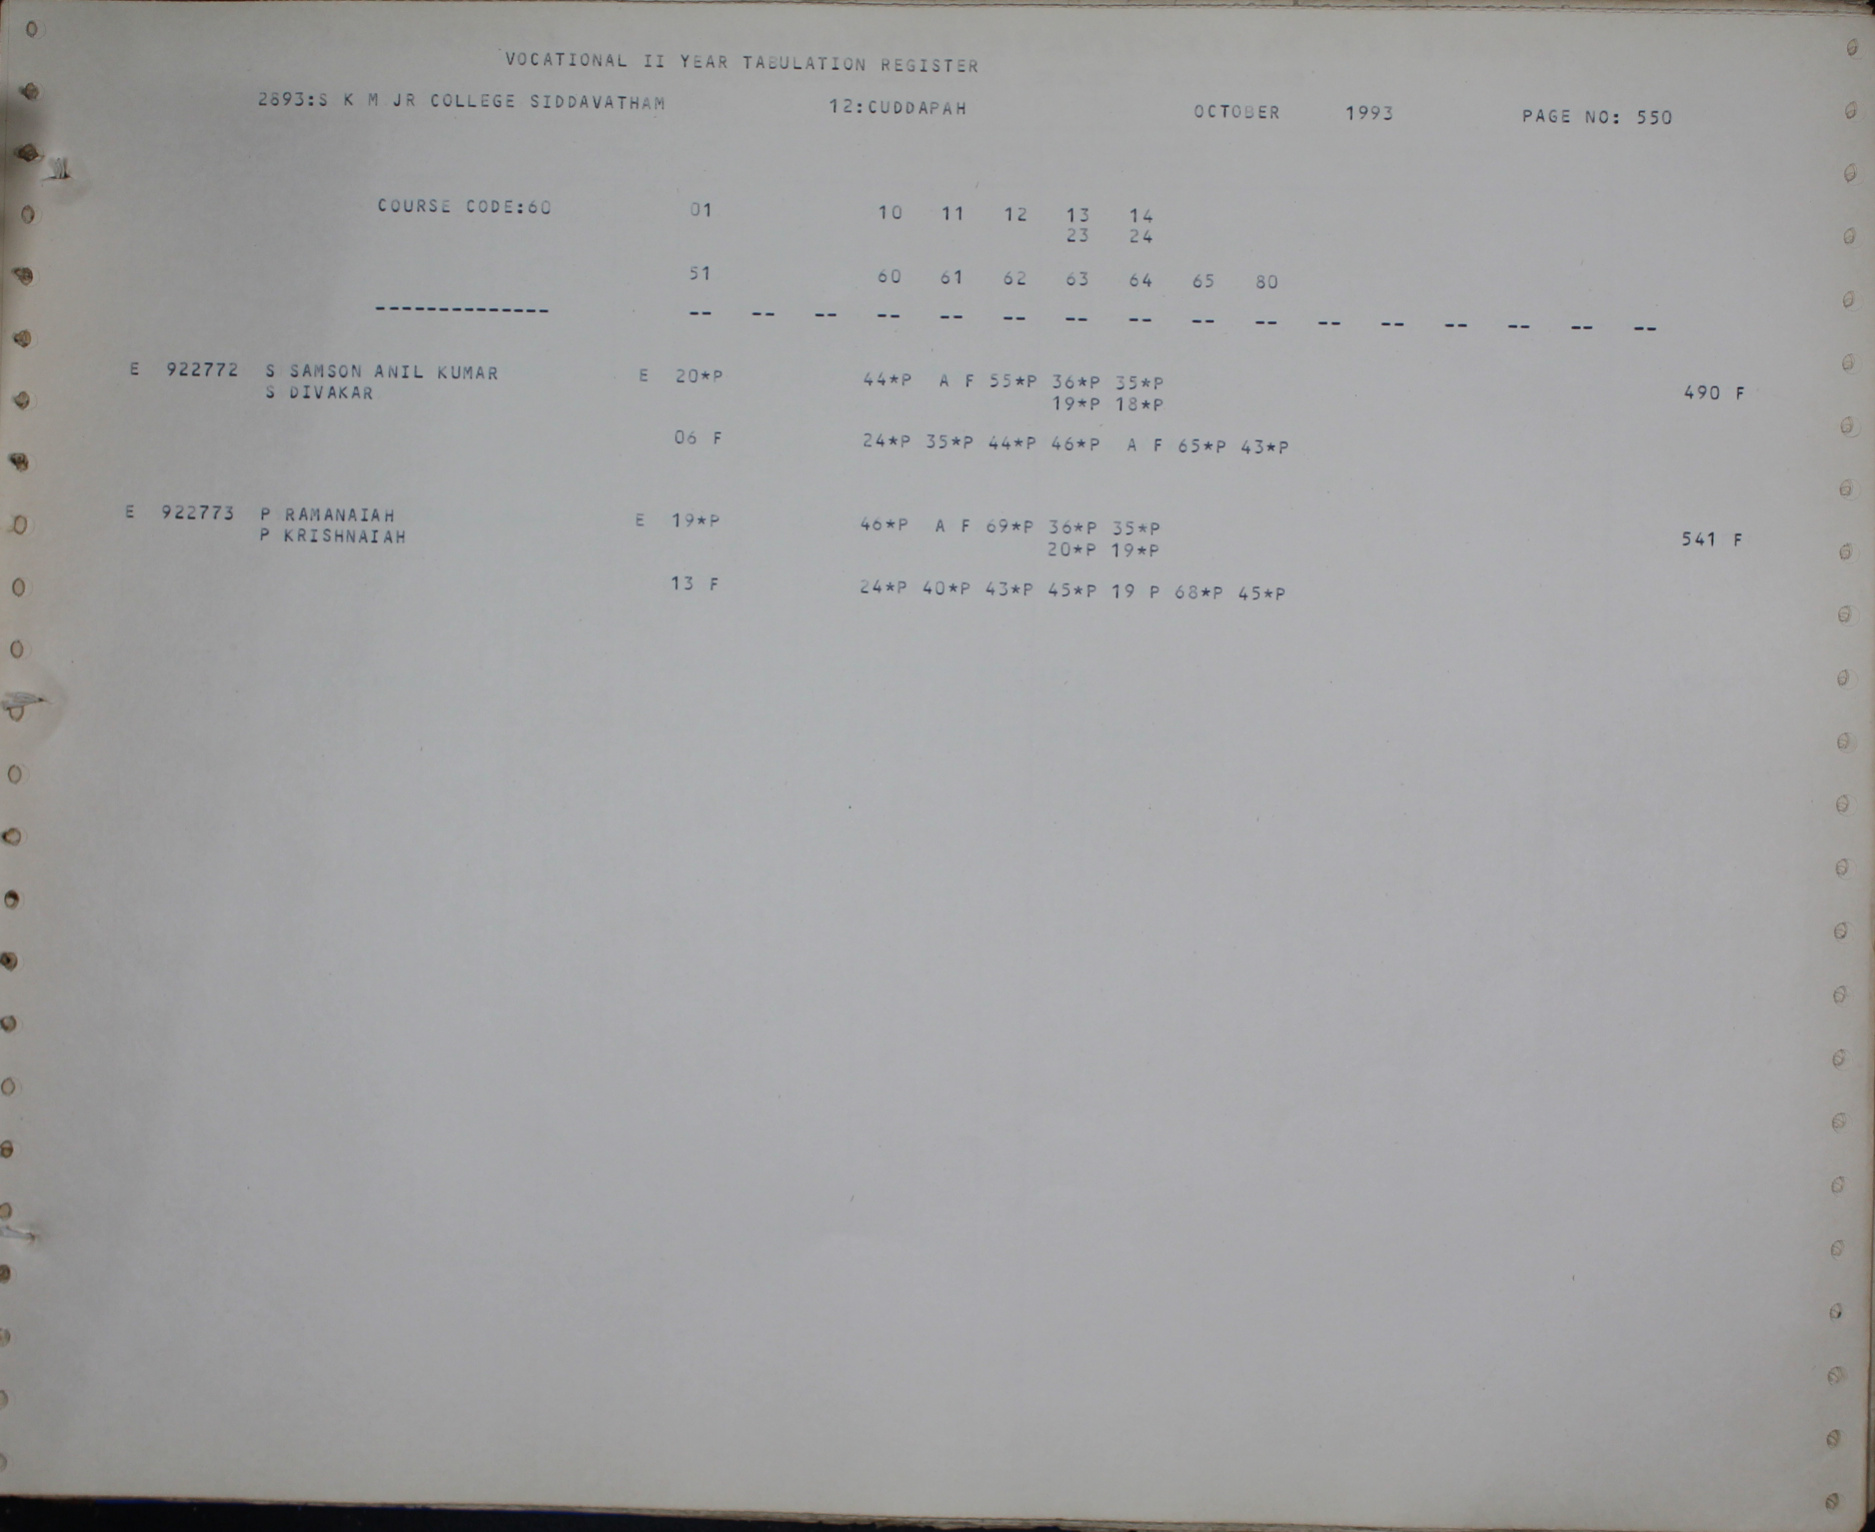 VOCATIONAL II YEAR TABULATION REGISTER
2893:S K M JR COLLEGE SIDDAVATHAM 12:CUDDAPAH OCTOBER 1993 PAGE NO: 550
COURSE CODE:60 01 10 11 12 13 14
23 24
51 60 61 62 63 64 65 80
-------------- -- -- -- -- -- -- -- -- -- -- -- -- -- -- -- --
E 922772 S SAMSON ANIL KUMAR E 20*P 44*P A F 55*P 36*P 35*P
S DIVAKAR 19*P 18*P 490 F
06 F 24*P 35*P 44*P 46*P A F 65*P 43*P
E 922773 P RAMANAIAH E 19*P 46*P A F 69*P 36*P 35*P
P KRISHNAIAH 20*P 19*P 541 F
13 F 24*P 40*P 43*P 45*P 19 P 68*P 45*P